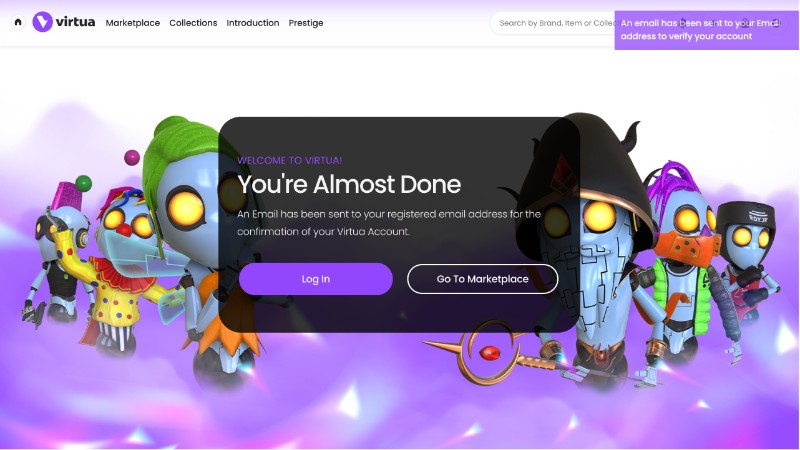 virtua
Marketplace Collections Introduction Prestige
Search by Brand, Item or Collec
An email has been sent to your Email
address to verify your account
WELCOME TO VIRTUA!
You're Almost Done
An Email has been sent to your registered email address for the
confirmation of your Virtua Account.
Log In
Go To Marketplace